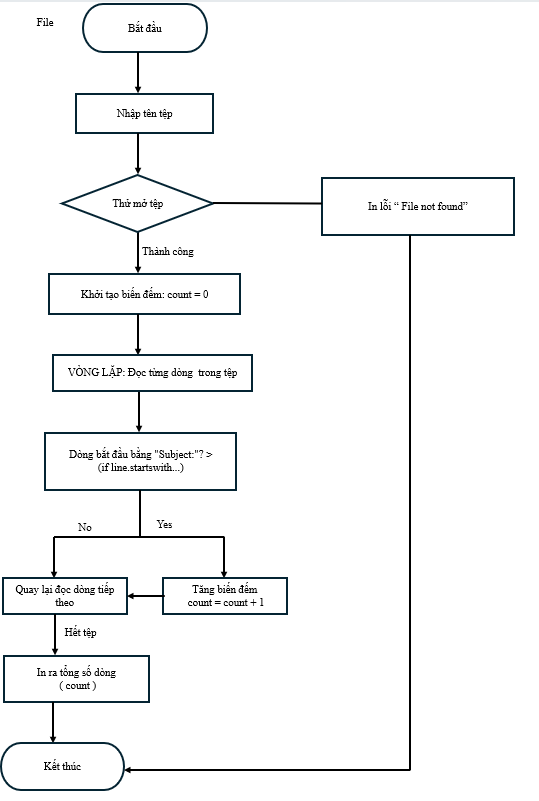 File
Bắt đầu
Nhập tên tệp
Thử mở tệp
In lỗi “ File not found”
Thành công
Khởi tạo biến đếm: count = 0
VÒNG LẶP: Đọc từng dòng trong tệp
Dòng bắt đầu bằng "Subject:"? >
(if line.startswith...)
No
Yes
Quay lại đọc dòng tiếp
theo
Tăng biến đếm
count = count + 1
Hết tệp
In ra tổng số dòng
( count )
Kết thúc